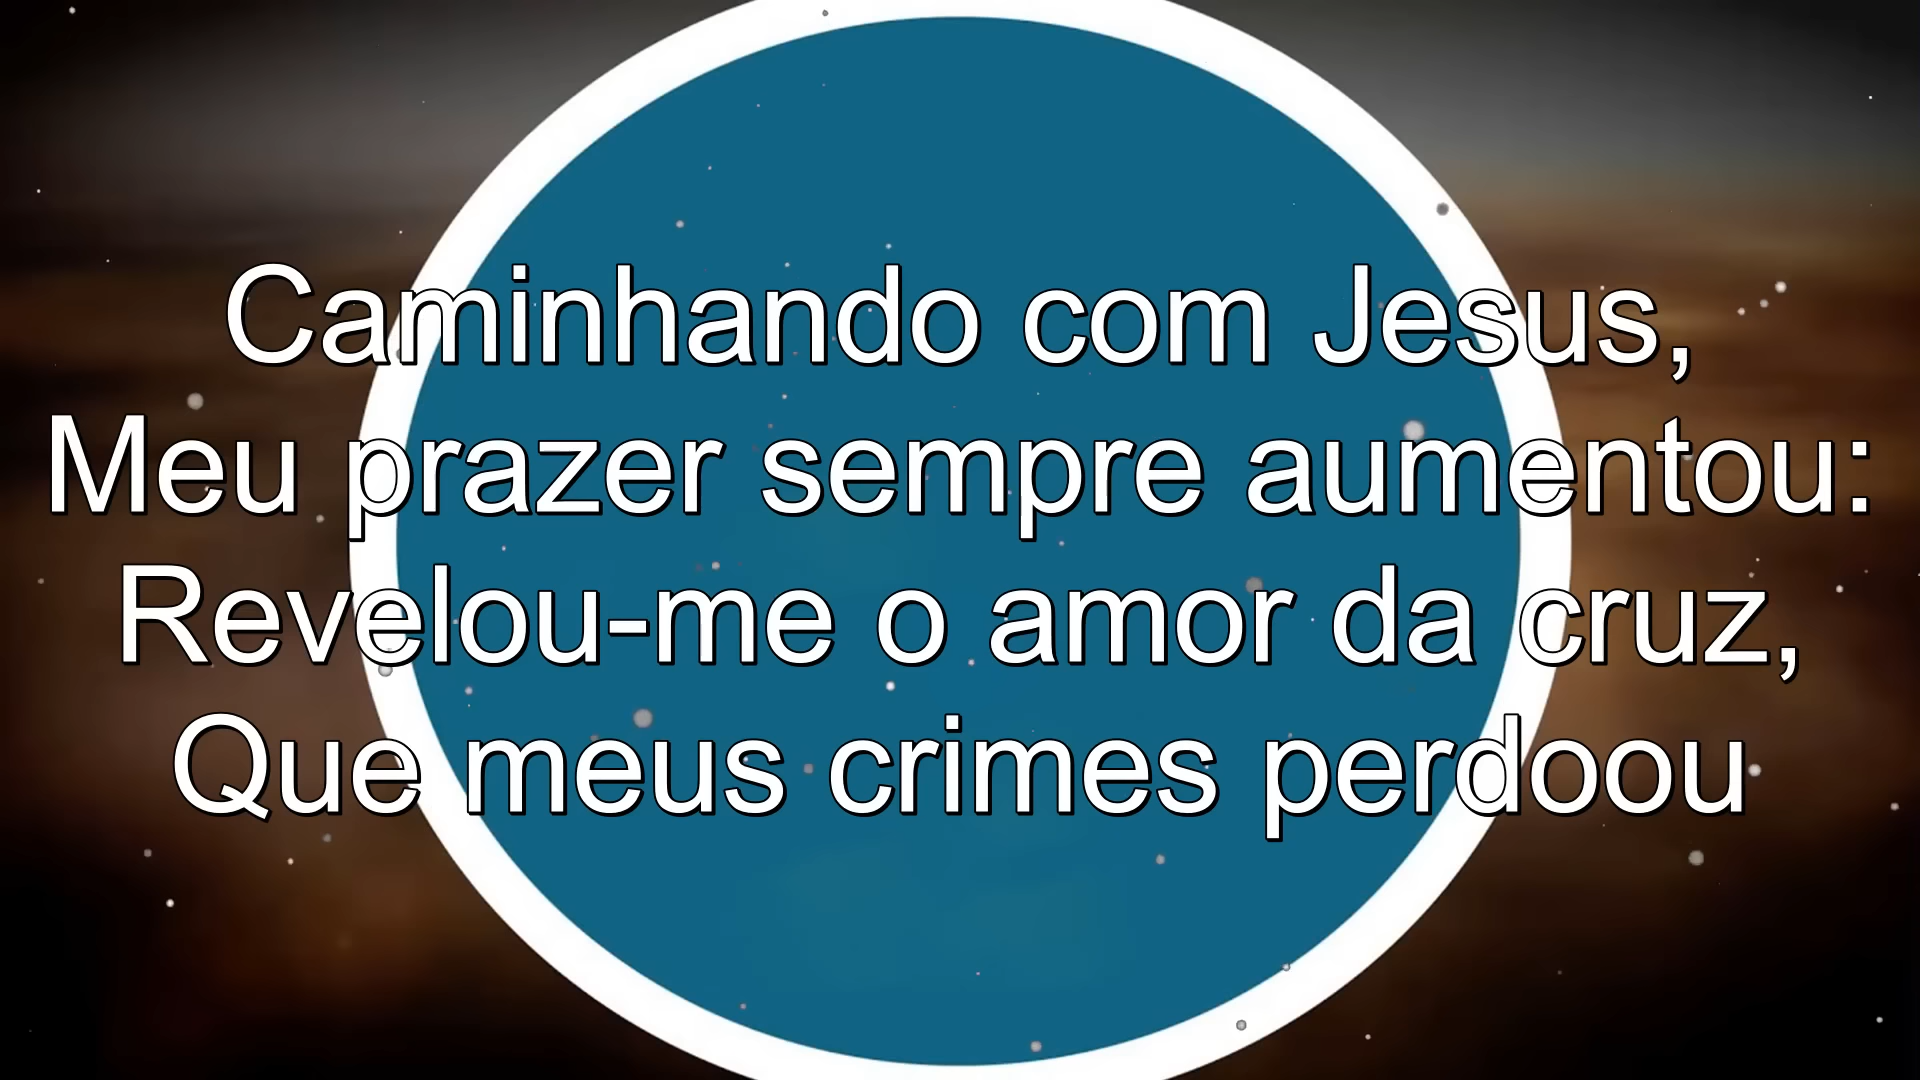 Caminhando com Jesus,
Meu prazer sempre aumentou:
Revelou-me o amor da cruz,
Que meus crimes perdoou